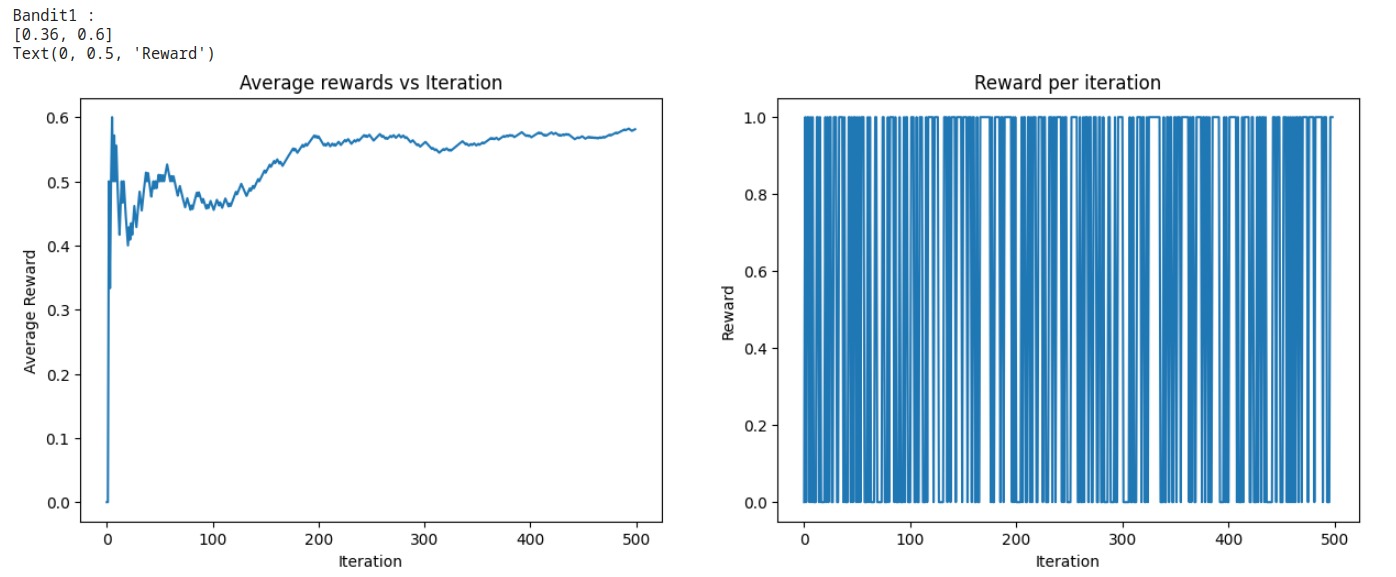 Bandit1 :
[0.36, 0.6]
Text(0, 0.5, 'Reward')
Average rewards vs Iteration
0.6
0.5
0.4
0.3
0.2
0.1
0.0
Average Reward
0 100 200 300 400 500
Iteration
Reward per iteration
1.0
0.8
0.6
0.4
0.2
0.0
Reward
0 100 200 300 400 500
Iteration